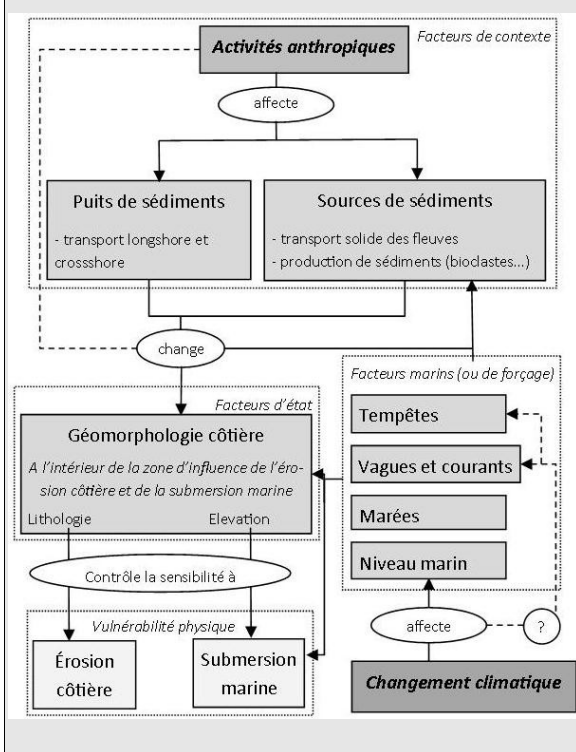 Activités anthropiques
Facteurs de contexte
affecte
Puits de sédiments
- transport longshore et
crossshore
Sources de sédiments
- transport solide des fleuves
- production de sédiments (bioclastes...)
change
Facteurs marins (ou de forçage)
Tempêtes
Vagues et courants
Marées
Niveau marin
Facteurs d'état
Géomorphologie côtière
A l'intérieur de la zone d'influence de l'éro-
sion côtière et de la submersion marine
Lithologie
Elevation
Contrôle la sensibilité à
Vulnérabilité physique
Érosion
côtière
Submersion
marine
affecte
?
Changement climatique